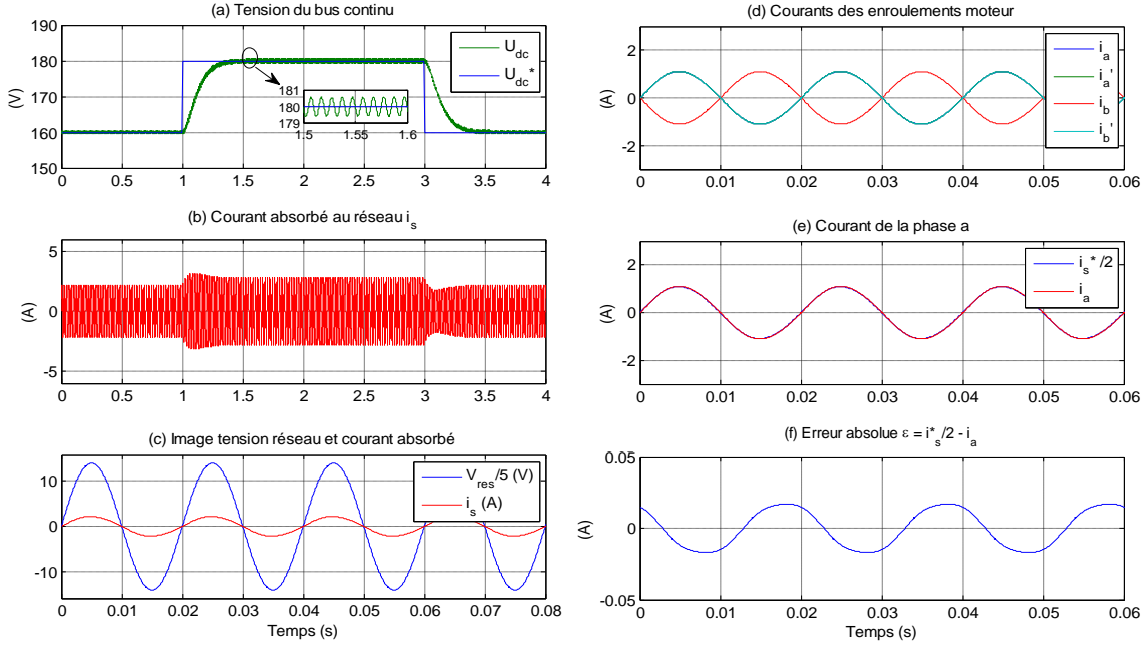 (a) Tension du bus continu
190
180
170
160
150
(V)
U_dc
U_dc*
181
180
179
1.5 1.55 1.6
0 0.5 1 1.5 2 2.5 3 3.5 4
(b) Courant absorbé au réseau i_s
5
0
-5
(A)
0 0.5 1 1.5 2 2.5 3 3.5 4
(c) Image tension réseau et courant absorbé
10
0
-10
V_res/5 (V)
i_s (A)
0 0.01 0.02 0.03 0.04 0.05 0.06 0.07 0.08
Temps (s)
(d) Courants des enroulements moteur
2
0
-2
(A)
i_a
i_a'
i_b
i_b'
0 0.01 0.02 0.03 0.04 0.05 0.06
(e) Courant de la phase a
2
0
-2
(A)
i_s*/2
i_a
0 0.01 0.02 0.03 0.04 0.05 0.06
(f) Erreur absolue ε = i*_s/2 - i_a
0.05
0
-0.05
(A)
0 0.01 0.02 0.03 0.04 0.05 0.06
Temps (s)